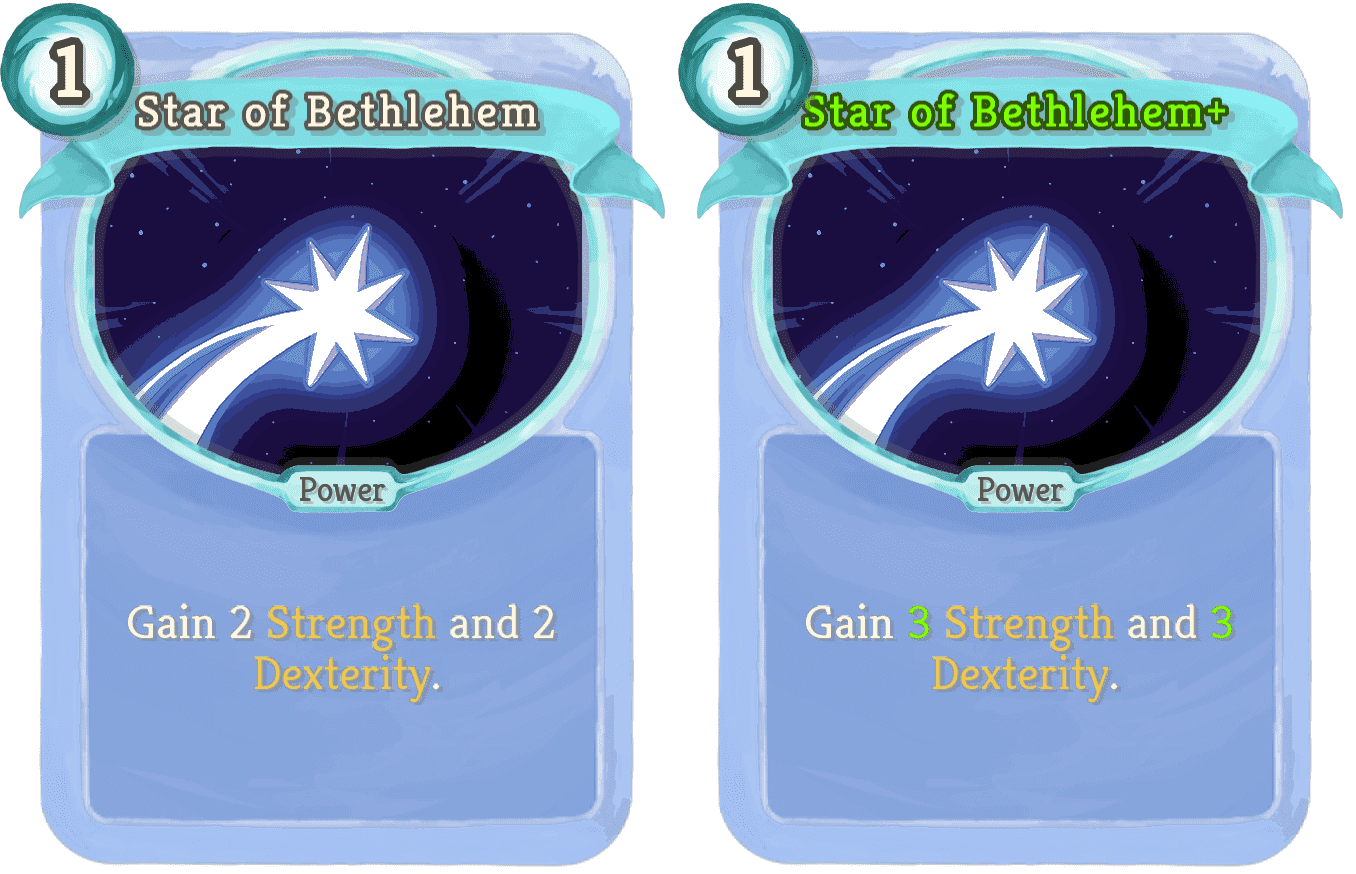 1
Star of Bethlehem
Power
Gain 2 Strength and 2
Dexterity.
1
Star of Bethlehem+
Power
Gain 3 Strength and 3
Dexterity.